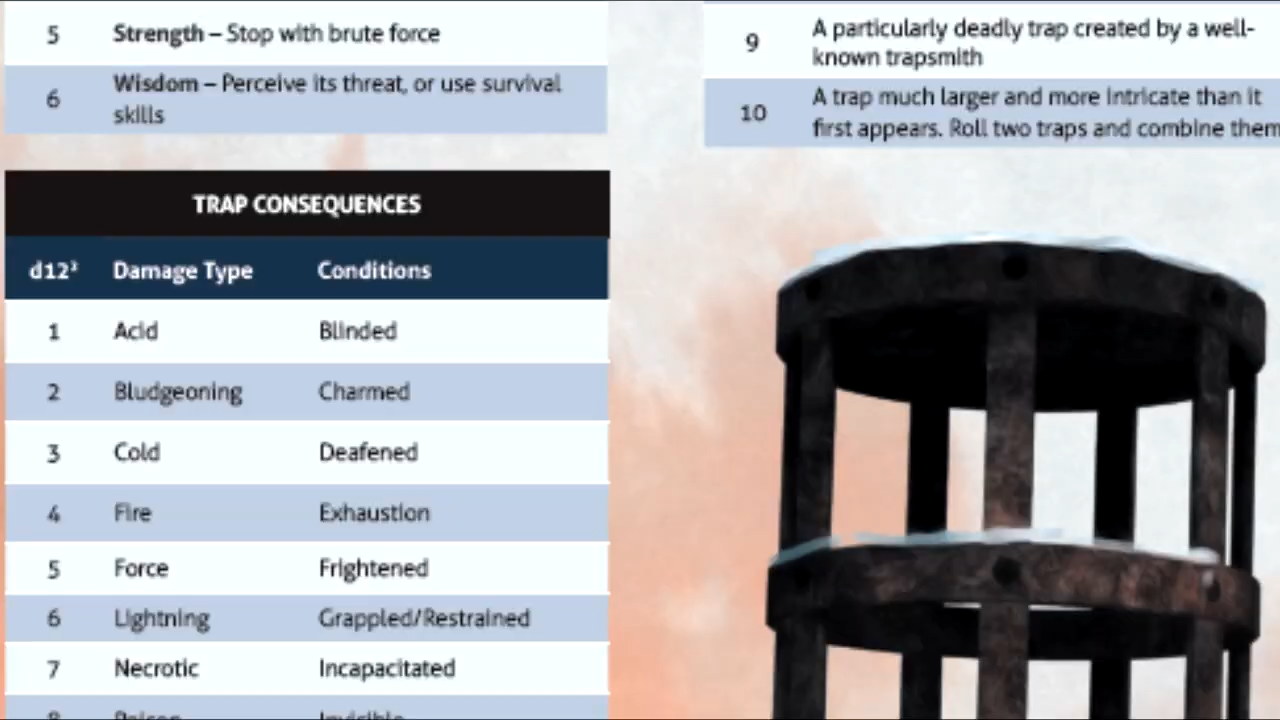 5 Strength – Stop with brute force
6 Wisdom – Perceive its threat, or use survival
skills
9 A particularly deadly trap created by a well-
known trapsmith
10 A trap much larger and more intricate than it
first appears. Roll two traps and combine them
TRAP CONSEQUENCES
d12³ Damage Type Conditions
1 Acid Blinded
2 Bludgeoning Charmed
3 Cold Deafened
4 Fire Exhaustion
5 Force Frightened
6 Lightning Grappled/Restrained
7 Necrotic Incapacitated
8 Poison Invisible